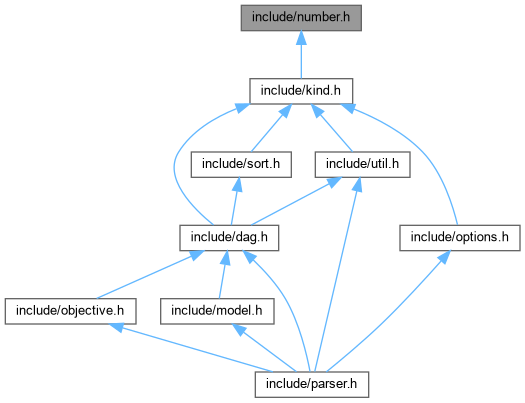 include/number.h
include/kind.h
include/sort.h
include/util.h
include/dag.h
include/options.h
include/objective.h
include/model.h
include/parser.h